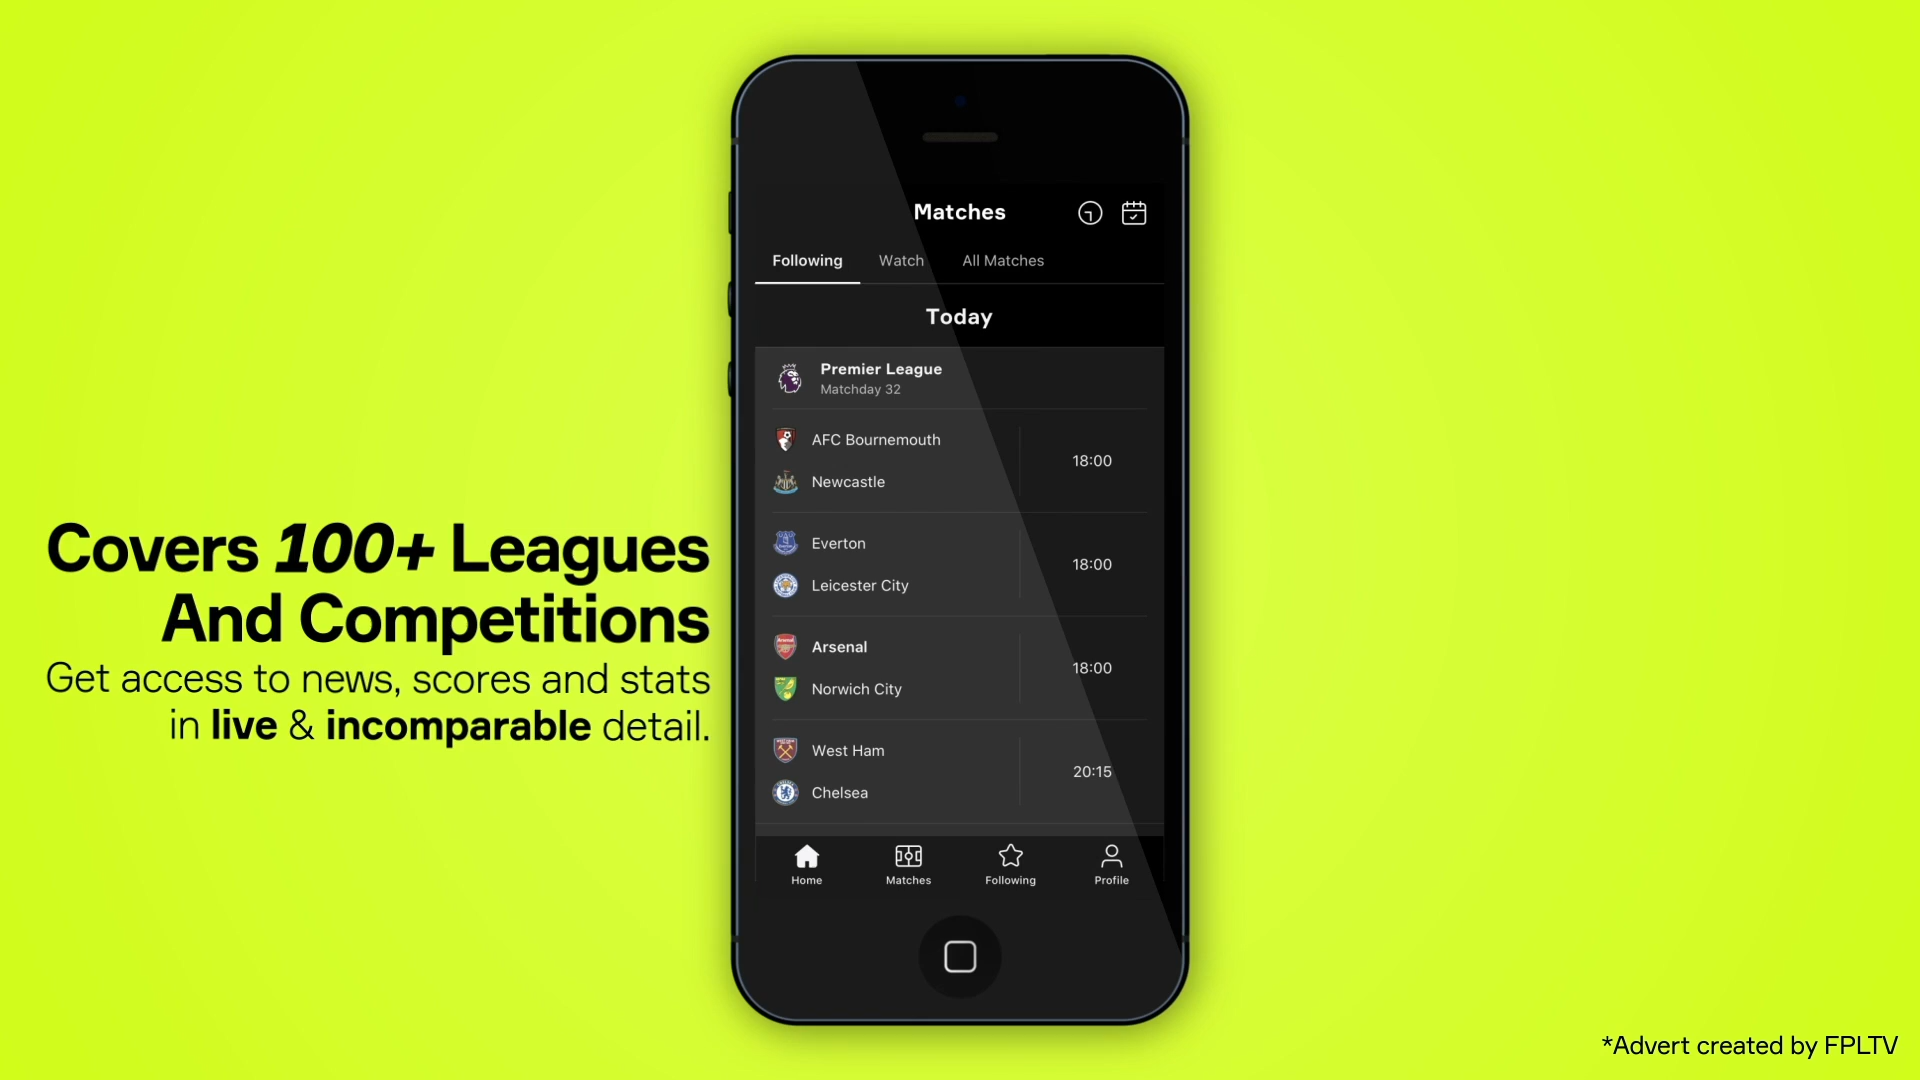 Covers 100+ Leagues
And Competitions
Get access to news, scores and stats
in live & incomparable detail.
Matches
Following Watch All Matches
Today
Premier League
Matchday 32
AFC Bournemouth
18:00
Newcastle
Everton
18:00
Leicester City
Arsenal
18:00
Norwich City
West Ham
20:15
Chelsea
Home Matches Following Profile
*Advert created by FPLTV